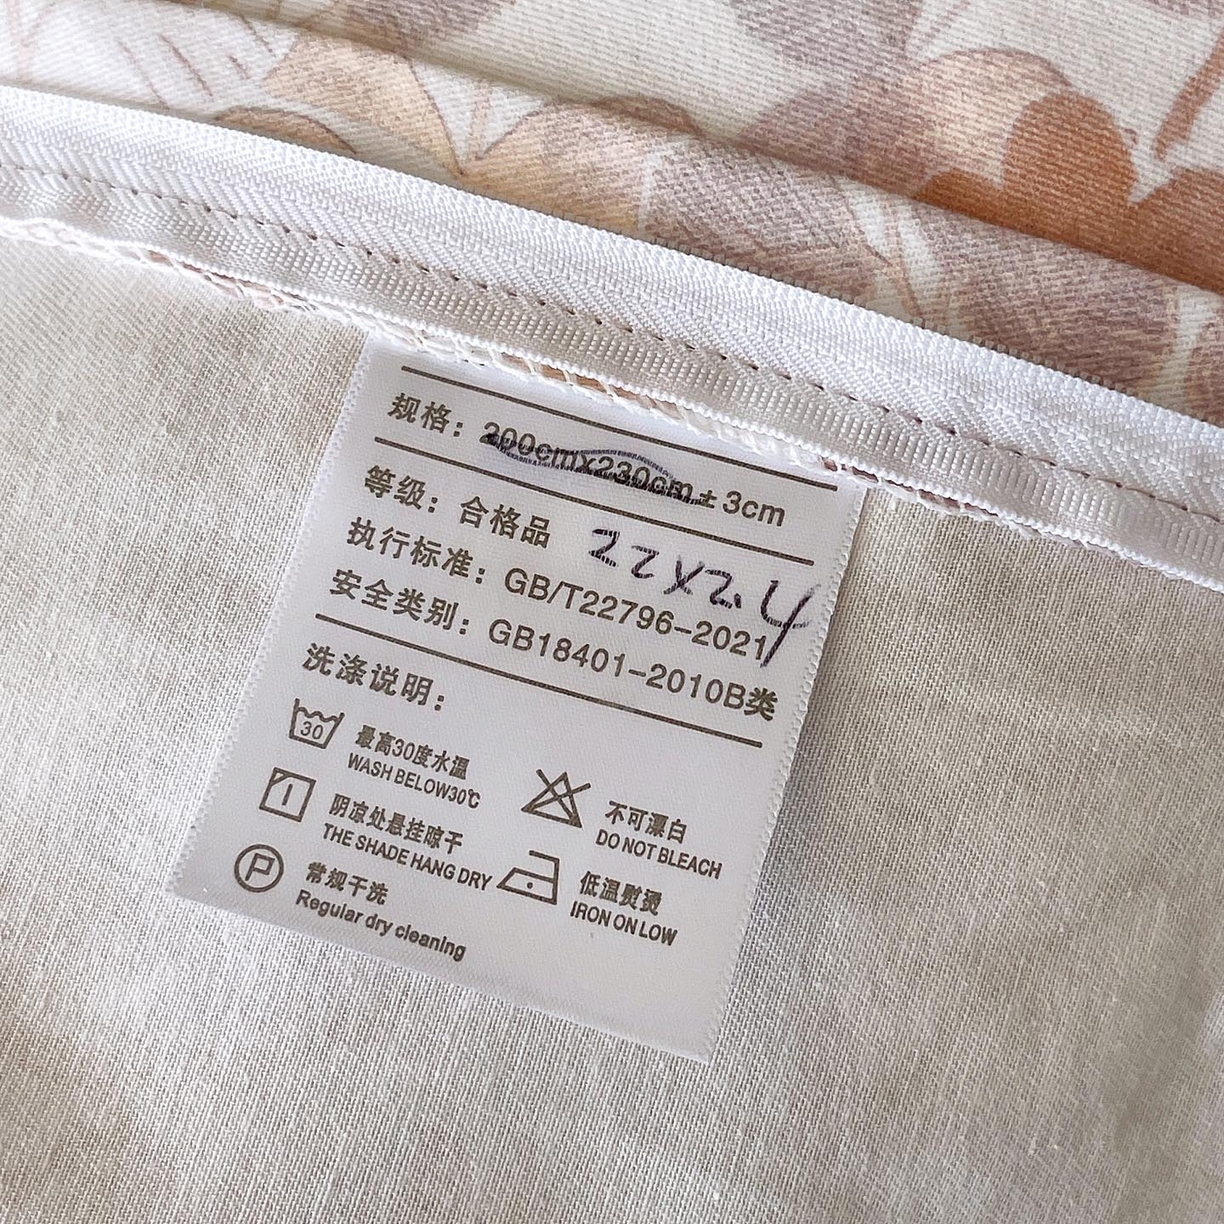 规格：200cmx230cm±3cm
等级：合格品
22x2.4
执行标准：GB/T22796-2021
安全类别：GB18401-2010B类
洗涤说明：
30 最高30度水温
WASH BELOW30℃
不可漂白
DO NOT BLEACH
阴凉处悬挂晾干
THE SHADE HANG DRY
低温熨烫
IRON ON LOW
P 常规干洗
Regular dry cleaning